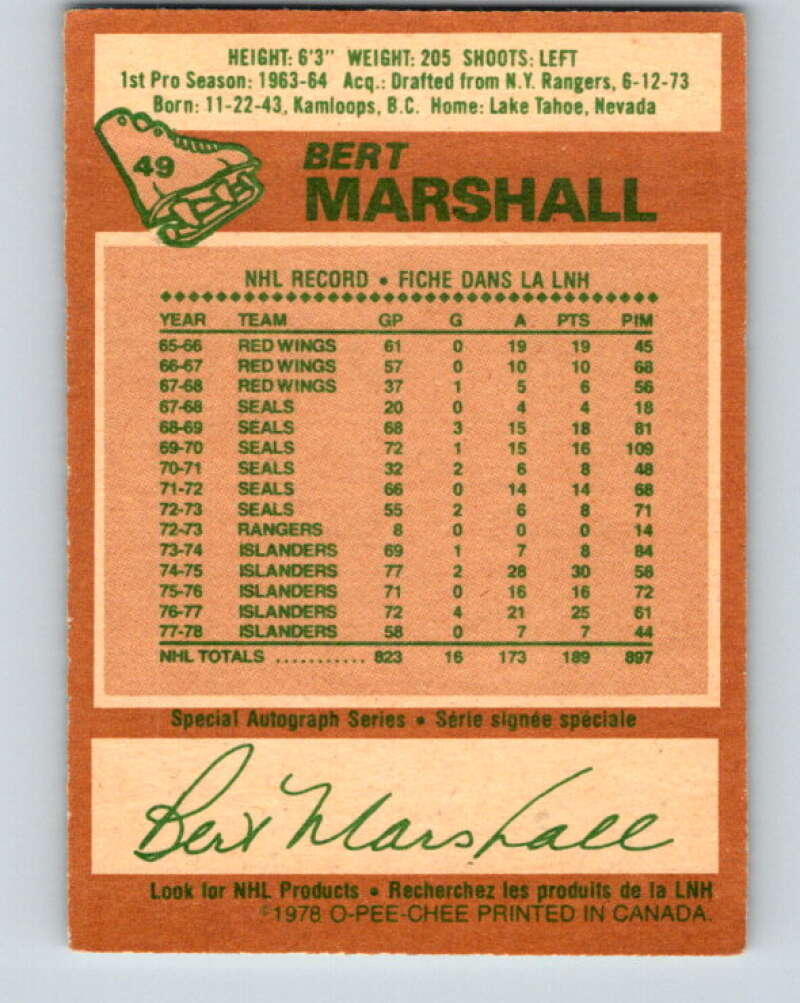 HEIGHT: 6'3" WEIGHT: 205 SHOOTS: LEFT
1st Pro Season: 1963-64 Acq.: Drafted from N.Y. Rangers, 6-12-73
Born: 11-22-43, Kamloops, B.C. Home: Lake Tahoe, Nevada
49
BERT
MARSHALL
NHL RECORD • FICHE DANS LA LNH
YEAR TEAM GP G A PTS PIM
65-66 RED WINGS 61 0 19 19 45
66-67 RED WINGS 57 0 10 10 68
67-68 RED WINGS 37 1 5 6 56
67-68 SEALS 20 0 4 4 18
68-69 SEALS 68 3 15 18 81
69-70 SEALS 72 1 15 16 109
70-71 SEALS 32 2 6 8 48
71-72 SEALS 66 0 14 14 68
72-73 SEALS 55 2 6 8 71
72-73 RANGERS 8 0 0 0 14
73-74 ISLANDERS 69 1 7 8 84
74-75 ISLANDERS 77 2 28 30 58
75-76 ISLANDERS 71 0 16 16 72
76-77 ISLANDERS 72 4 21 25 61
77-78 ISLANDERS 58 0 7 7 44
NHL TOTALS ........... 823 16 173 189 897
Special Autograph Series • Série signée spéciale
Bert Marshall
Look for NHL Products • Recherchez les produits de la LNH
©1978 O-PEE-CHEE PRINTED IN CANADA.